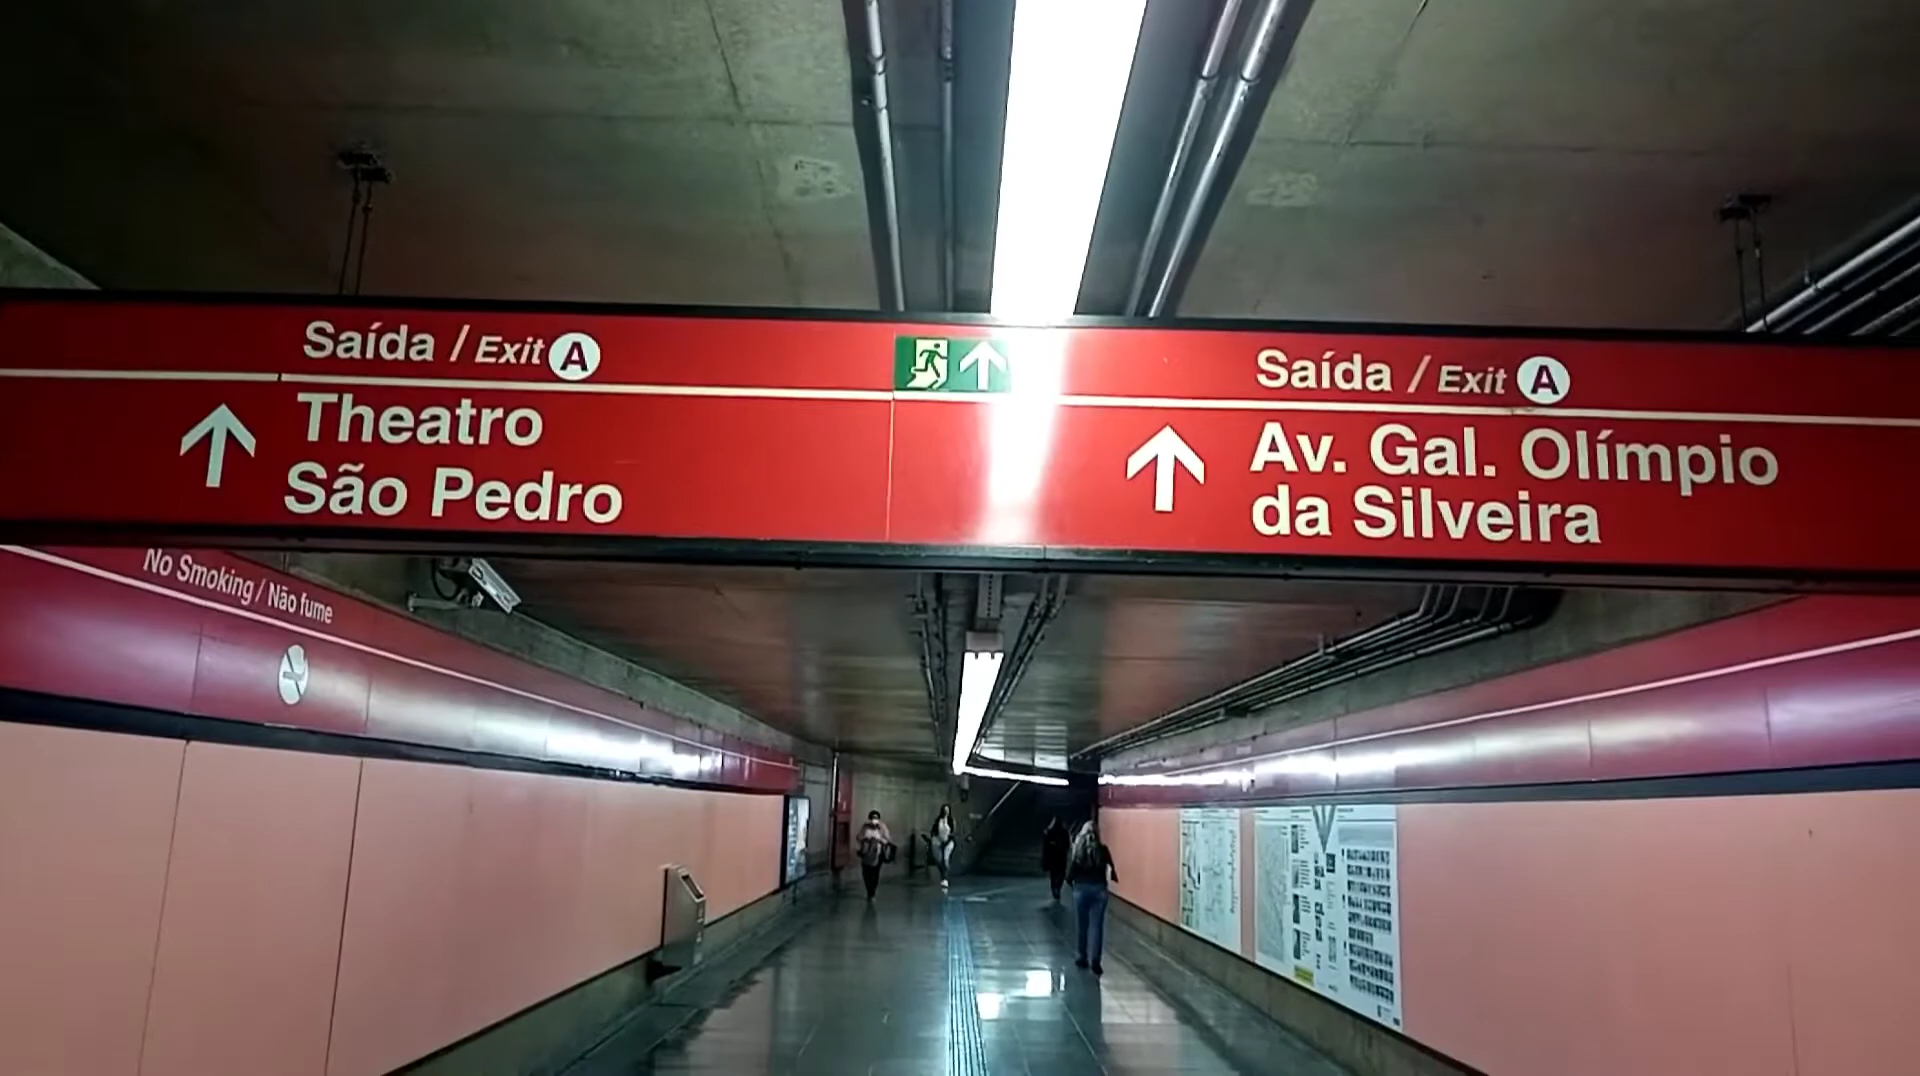 Saída / Exit A
Theatro
São Pedro
Saída / Exit A
Av. Gal. Olímpio
da Silveira
No Smoking / Não fume